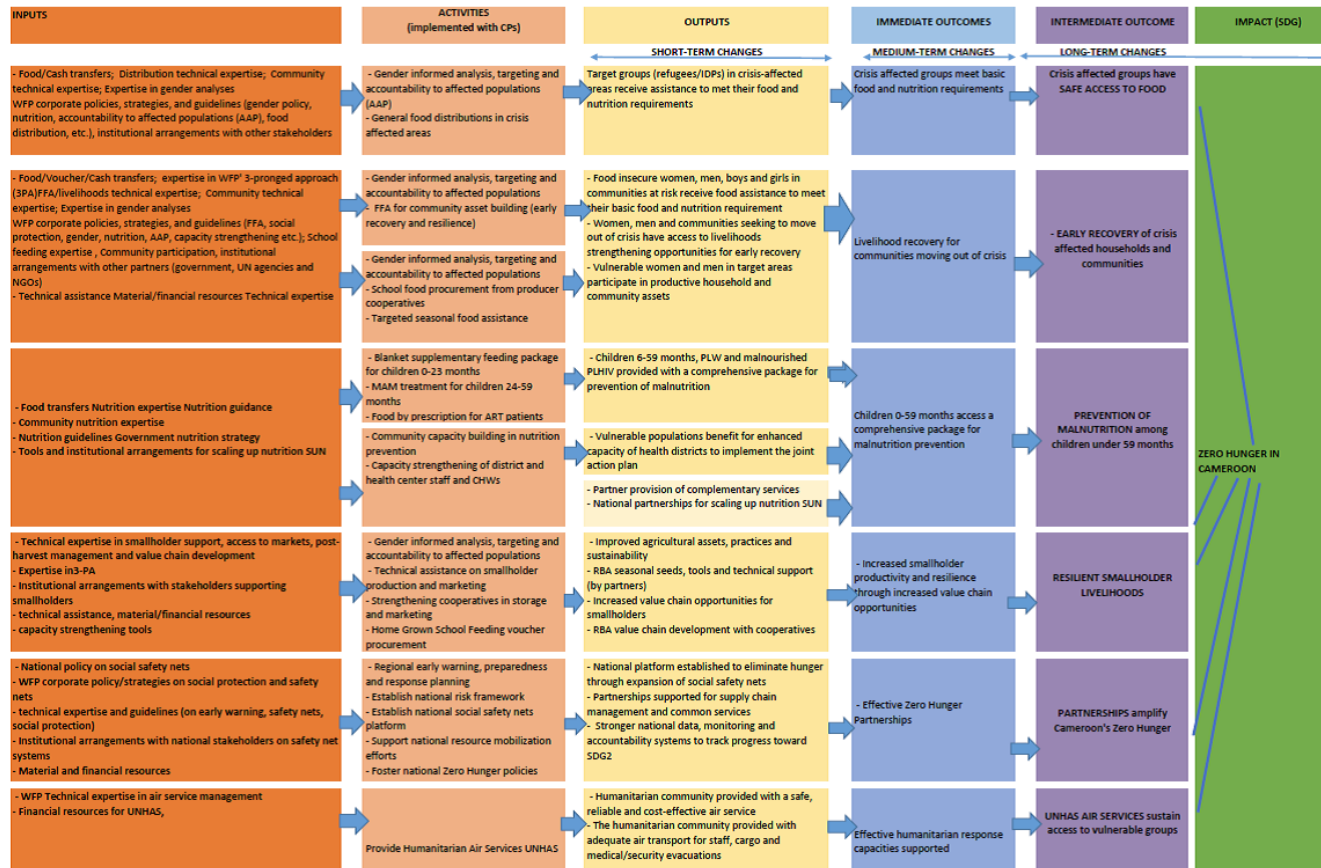 INPUTS
ACTIVITIES
(implemented with CPs)
OUTPUTS
IMMEDIATE OUTCOMES
INTERMEDIATE OUTCOME
IMPACT (SDG)
SHORT-TERM CHANGES
MEDIUM-TERM CHANGES
LONG-TERM CHANGES
- Food/Cash transfers; Distribution technical expertise; Community
technical expertise; Expertise in gender analyses
WFP corporate policies, strategies, and guidelines (gender policy,
nutrition, accountability to affected populations (AAP), food
distribution, etc.), institutional arrangements with other stakeholders
- Gender informed analysis, targeting and
accountability to affected populations
(AAP)
- General food distributions in crisis
affected areas
Target groups (refugees/IDPs) in crisis-affected
areas receive assistance to met their food and
nutrition requirements
Crisis affected groups meet basic
food and nutrition requirements
Crisis affected groups have
SAFE ACCESS TO FOOD
- Food/Voucher/Cash transfers; expertise in WFP' 3-pronged approach
(3PA)FFA/livelihoods technical expertise; Community technical
expertise; Expertise in gender analyses
WFP corporate policies, strategies, and guidelines (FFA, social
protection, gender, nutrition, AAP, capacity strengthening etc.); School
feeding expertise , Community participation, institutional
arrangements with other partners (government, UN agencies and
NGOs)
- Technical assistance Material/financial resources Technical expertise
- Gender informed analysis, targeting and
accountability to affected populations
- FFA for community asset building (early
recovery and resilience)
- Gender informed analysis, targeting and
accountability to affected populations
- School food procurement from producer
cooperatives
- Targeted seasonal food assistance
- Food insecure women, men, boys and girls in
communities at risk receive food assistance to meet
their basic food and nutrition requirement
- Women, men and communities seeking to move
out of crisis have access to livelihoods
strengthening opportunities for early recovery
- Vulnerable women and men in target areas
participate in productive household and
community assets
Livelihood recovery for
communities moving out of crisis
- EARLY RECOVERY of crisis
affected households and
communities
- Food transfers Nutrition expertise Nutrition guidance
- Community nutrition expertise
- Nutrition guidelines Government nutrition strategy
- Tools and institutional arrangements for scaling up nutrition SUN
- Blanket supplementary feeding package
for children 0-23 months
- MAM treatment for children 24-59
months
- Food by prescription for ART patients
- Community capacity building in nutrition
prevention
- Capacity strengthening of district and
health center staff and CHWs
- Children 6-59 months, PLW and malnourished
PLHIV provided with a comprehensive package for
prevention of malnutrition
- Vulnerable populations benefit for enhanced
capacity of health districts to implement the joint
action plan
- Partner provision of complementary services
- National partnerships for scaling up nutrition SUN
Children 0-59 months access a
comprehensive package for
malnutrition prevention
PREVENTION OF
MALNUTRITION among
children under 59 months
ZERO HUNGER IN
CAMEROON
- Technical expertise in smallholder support, access to markets, post-
harvest management and value chain development
- Expertise in3-PA
- Institutional arrangements with stakeholders supporting
smallholders
- technical assistance, material/financial resources
- capacity strengthening tools
- Gender informed analysis, targeting and
accountability to affected populations
- Technical assistance on smallholder
production and marketing
- Strengthening cooperatives in storage
and marketing
- Home Grown School Feeding voucher
procurement
- Improved agricultural assets, practices and
sustainability
- RBA seasonal seeds, tools and technical support
(by partners)
- Increased value chain opportunities for
smallholders
- RBA value chain development with cooperatives
- Increased smallholder
productivity and resilience
through increased value chain
opportunities
RESILIENT SMALLHOLDER
LIVELIHOODS
- National policy on social safety nets
- WFP corporate policy/strategies on social protection and safety
nets
- technical expertise and guidelines (on early warning, safety nets,
social protection)
- Institutional arrangements with national stakeholders on safety net
systems
- Material and financial resources
- Regional early warning, preparedness
and response planning
- Establish national risk framework
- Establish national social safety nets
platform
- Support national resource mobilization
efforts
- Foster national Zero Hunger policies
- National platform established to eliminate hunger
through expansion of social safety nets
- Partnerships supported for supply chain
management and common services
- Stronger national data, monitoring and
accountability systems to track progress toward
SDG2
- Effective Zero Hunger
Partnerships
PARTNERSHIPS amplify
Cameroon's Zero Hunger
- WFP Technical expertise in air service management
- Financial resources for UNHAS,
Provide Humanitarian Air Services UNHAS
- Humanitarian community provided with a safe,
reliable and cost-effective air service
- The humanitarian community provided with
adequate air transport for staff, cargo and
medical/security evacuations
Effective humanitarian response
capacities supported
UNHAS AIR SERVICES sustain
access to vulnerable groups